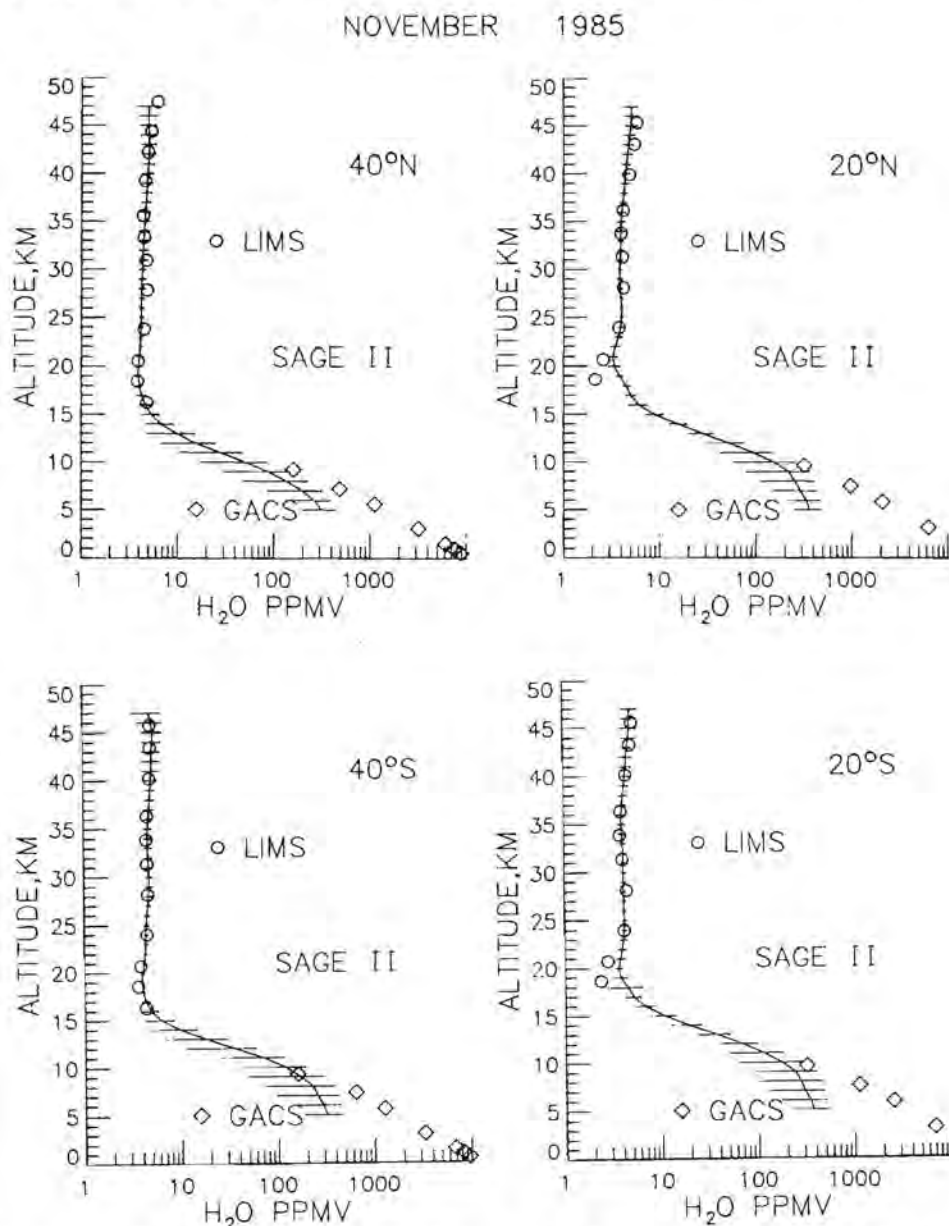 NOVEMBER 1985
50
45
40
35
30
25
20
15
10
5
0
ALTITUDE,KM
40°N
LIMS
SAGE II
GACS
1 10 100 1000
H₂O PPMV
50
45
40
35
30
25
20
15
10
5
0
ALTITUDE,KM
20°N
LIMS
SAGE II
GACS
1 10 100 1000
H₂O PPMV
50
45
40
35
30
25
20
15
10
5
0
ALTITUDE,KM
40°S
LIMS
SAGE II
GACS
1 10 100 1000
H₂O PPMV
50
45
40
35
30
25
20
15
10
5
0
ALTITUDE,KM
20°S
LIMS
SAGE II
GACS
1 10 100 1000
H₂O PPMV